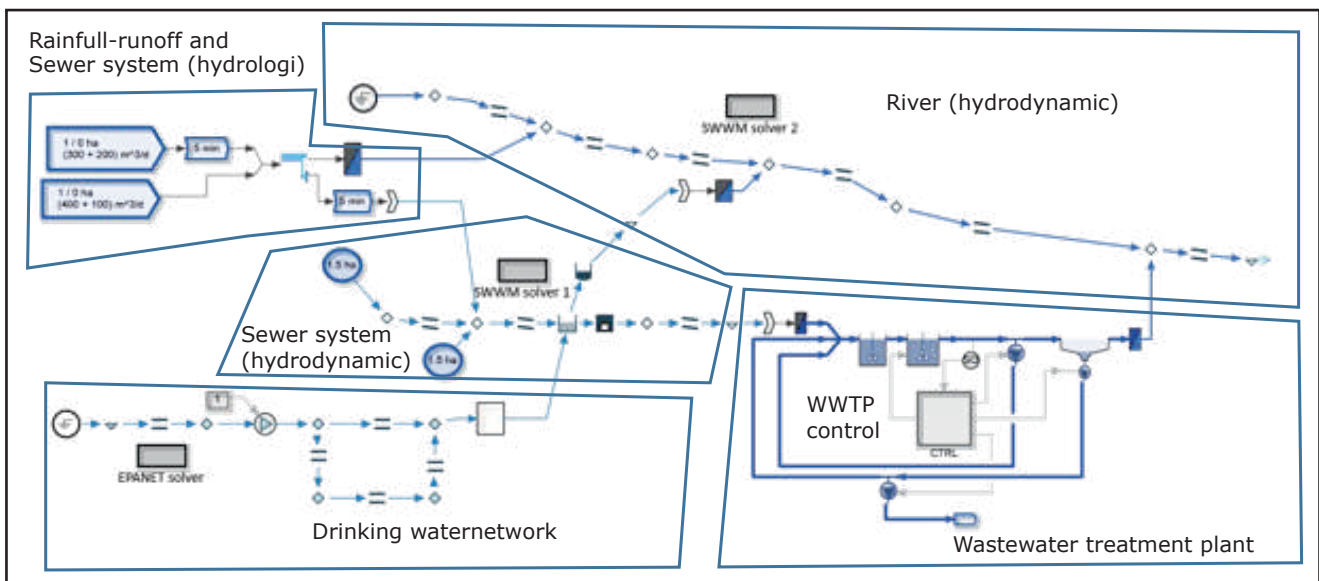 Rainfull-runoff and
Sewer system (hydrologi)
River (hydrodynamic)
SWWM solver 2
1 / 0 ha
(300 + 200) m^3/d
5 min
1 / 0 ha
(400 + 100) m^3/d
5 min
1.5 ha
SWWM solver 1
Sewer system
(hydrodynamic)
1.5 ha
1
EPANET solver
Drinking waternetwork
WWTP
control
CTRL
Wastewater treatment plant